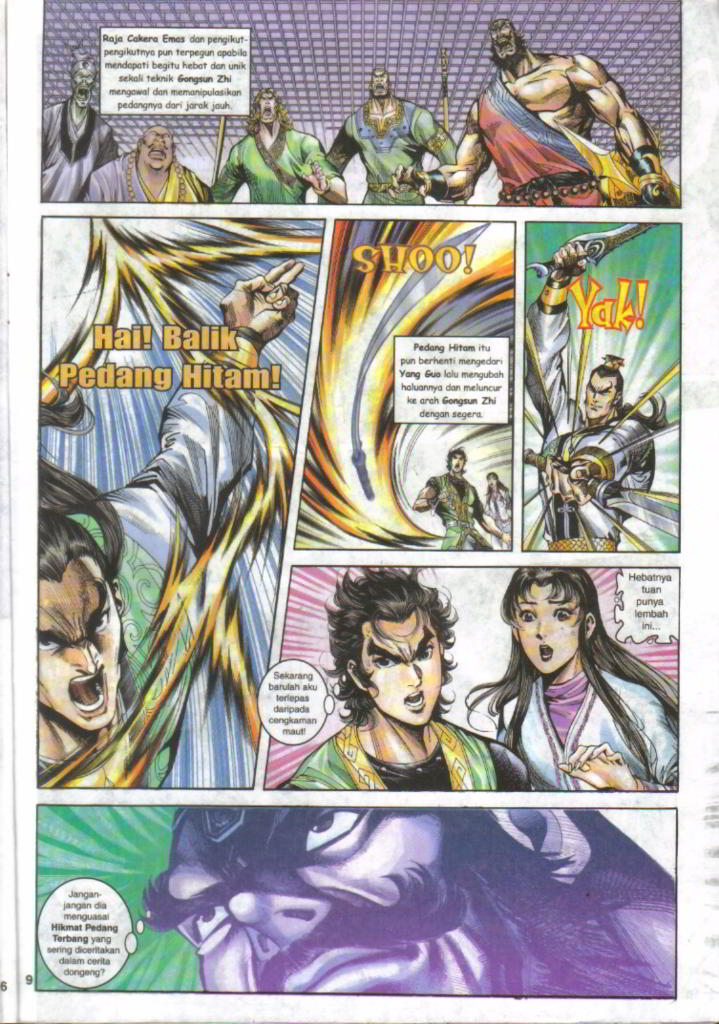 Raja Cakera Emas dan pengikut-
pengikutnya pun terpegun apabila
mendapati begitu hebat dan unik
sekali teknik Gongsun Zhi
mengawal dan memanipulasikan
pedangnya dari jarak jauh.
Hai! Balik
Pedang Hitam!
SHOO!
Pedang Hitam itu
pun berhenti mengedari
Yang Guo lalu mengubah
haluannya dan meluncur
ke arah Gongsun Zhi
dengan segera.
Yak!
Sekarang
barulah aku
terlepas
daripada
cengkaman
maut!
Hebatnya
tuan
punya
lembah
ini...
Jangan-
jangan dia
menguasai
Hikmat Pedang
Terbang yang
sering diceritakan
dalam cerita
dongeng?
6
9